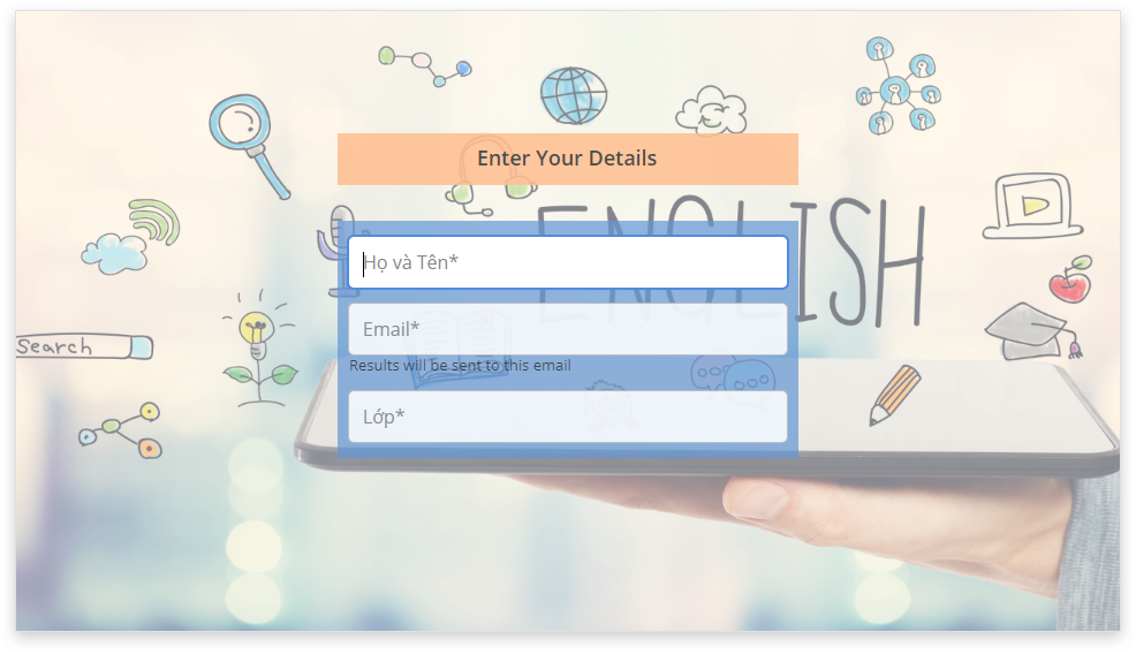 Enter Your Details
ENGLISH
Họ và Tên*
Email*
Search
Results will be sent to this email
Lớp*